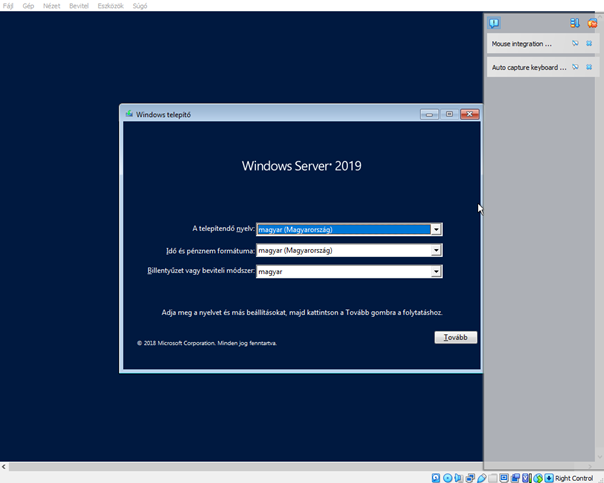 Fájl Gép Nézet Bevitel Eszközök Súgó
Mouse integration ...
Auto capture keyboard ...
Windows telepítő
Windows Server® 2019
A telepítendő nyelv: magyar (Magyarország)
Idő és pénznem formátuma: magyar (Magyarország)
Billentyűzet vagy beviteli módszer: magyar
Adja meg a nyelvet és más beállításokat, majd kattintson a Tovább gombra a folytatáshoz.
Tovább
© 2018 Microsoft Corporation. Minden jog fenntartva.
Right Control